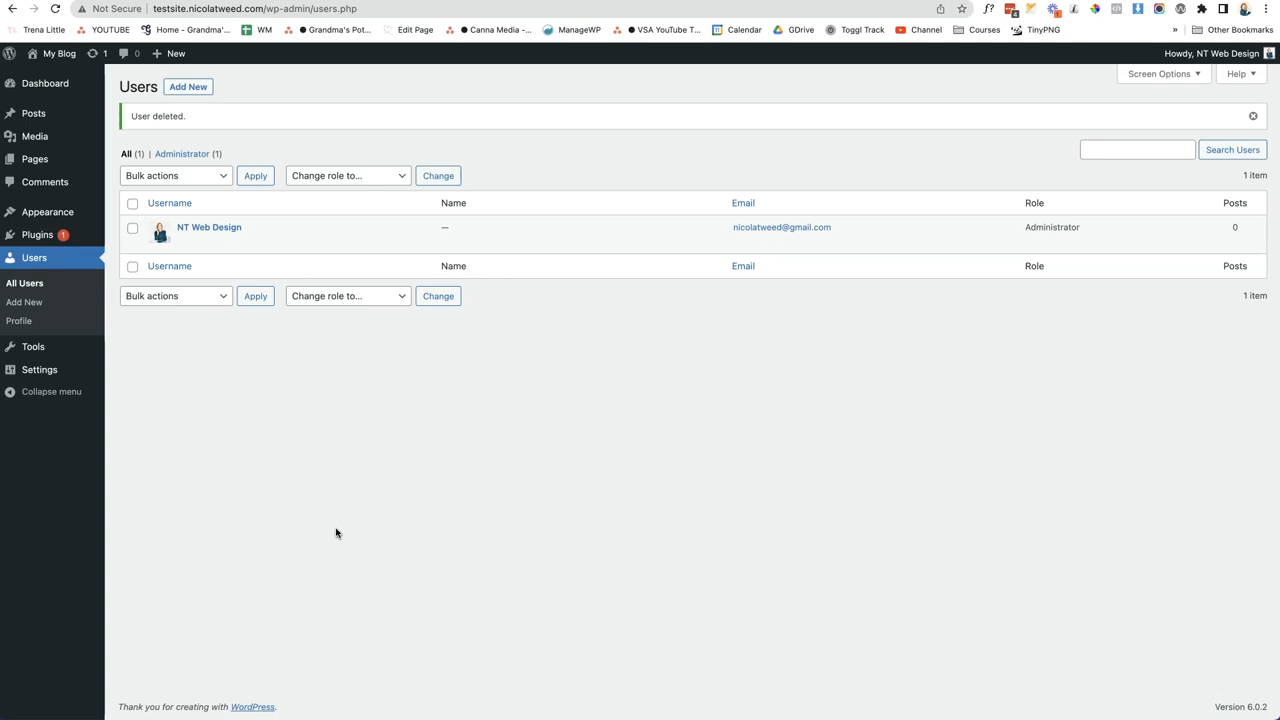 Not Secure | testsite.nicolatweed.com/wp-admin/users.php
Trena Little YOUTUBE Home - Grandma'... WM Grandma's Pot... Edit Page Canna Media -... ManageWP VSA YouTube T... Calendar GDrive Toggl Track Channel Courses TinyPNG » Other Bookmarks
My Blog 1 0 + New Howdy, NT Web Design
Screen Options Help
Users Add New
User deleted.
All (1) | Administrator (1)
Search Users
Bulk actions Apply Change role to... Change 1 item
Username Name Email Role Posts
NT Web Design — nicolatweed@gmail.com Administrator 0
Username Name Email Role Posts
Bulk actions Apply Change role to... Change 1 item
Dashboard
Posts
Media
Pages
Comments
Appearance
Plugins 1
Users
All Users
Add New
Profile
Tools
Settings
Collapse menu
Thank you for creating with WordPress. Version 6.0.2